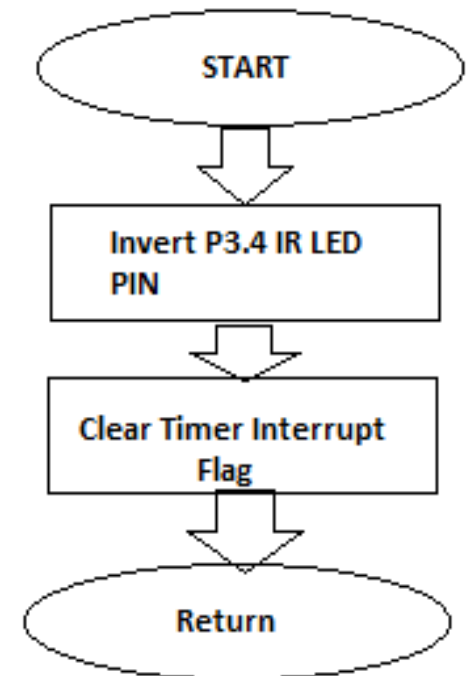 START
Invert P3.4 IR LED
PIN
Clear Timer Interrupt
Flag
Return